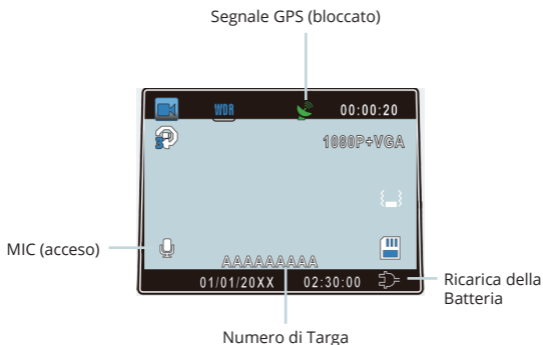 Segnale GPS (bloccato)
WDR
00:00:20
1080P+VGA
MIC (acceso)
AAAAAAAAA
01/01/20XX 02:30:00
Ricarica della
Batteria
Numero di Targa